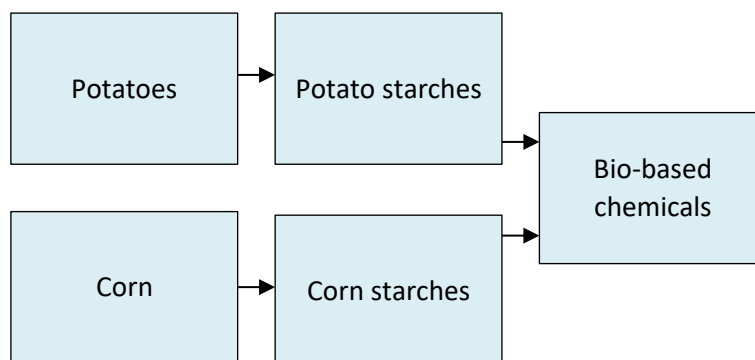 Potatoes
Potato starches
Bio-based
chemicals
Corn
Corn starches